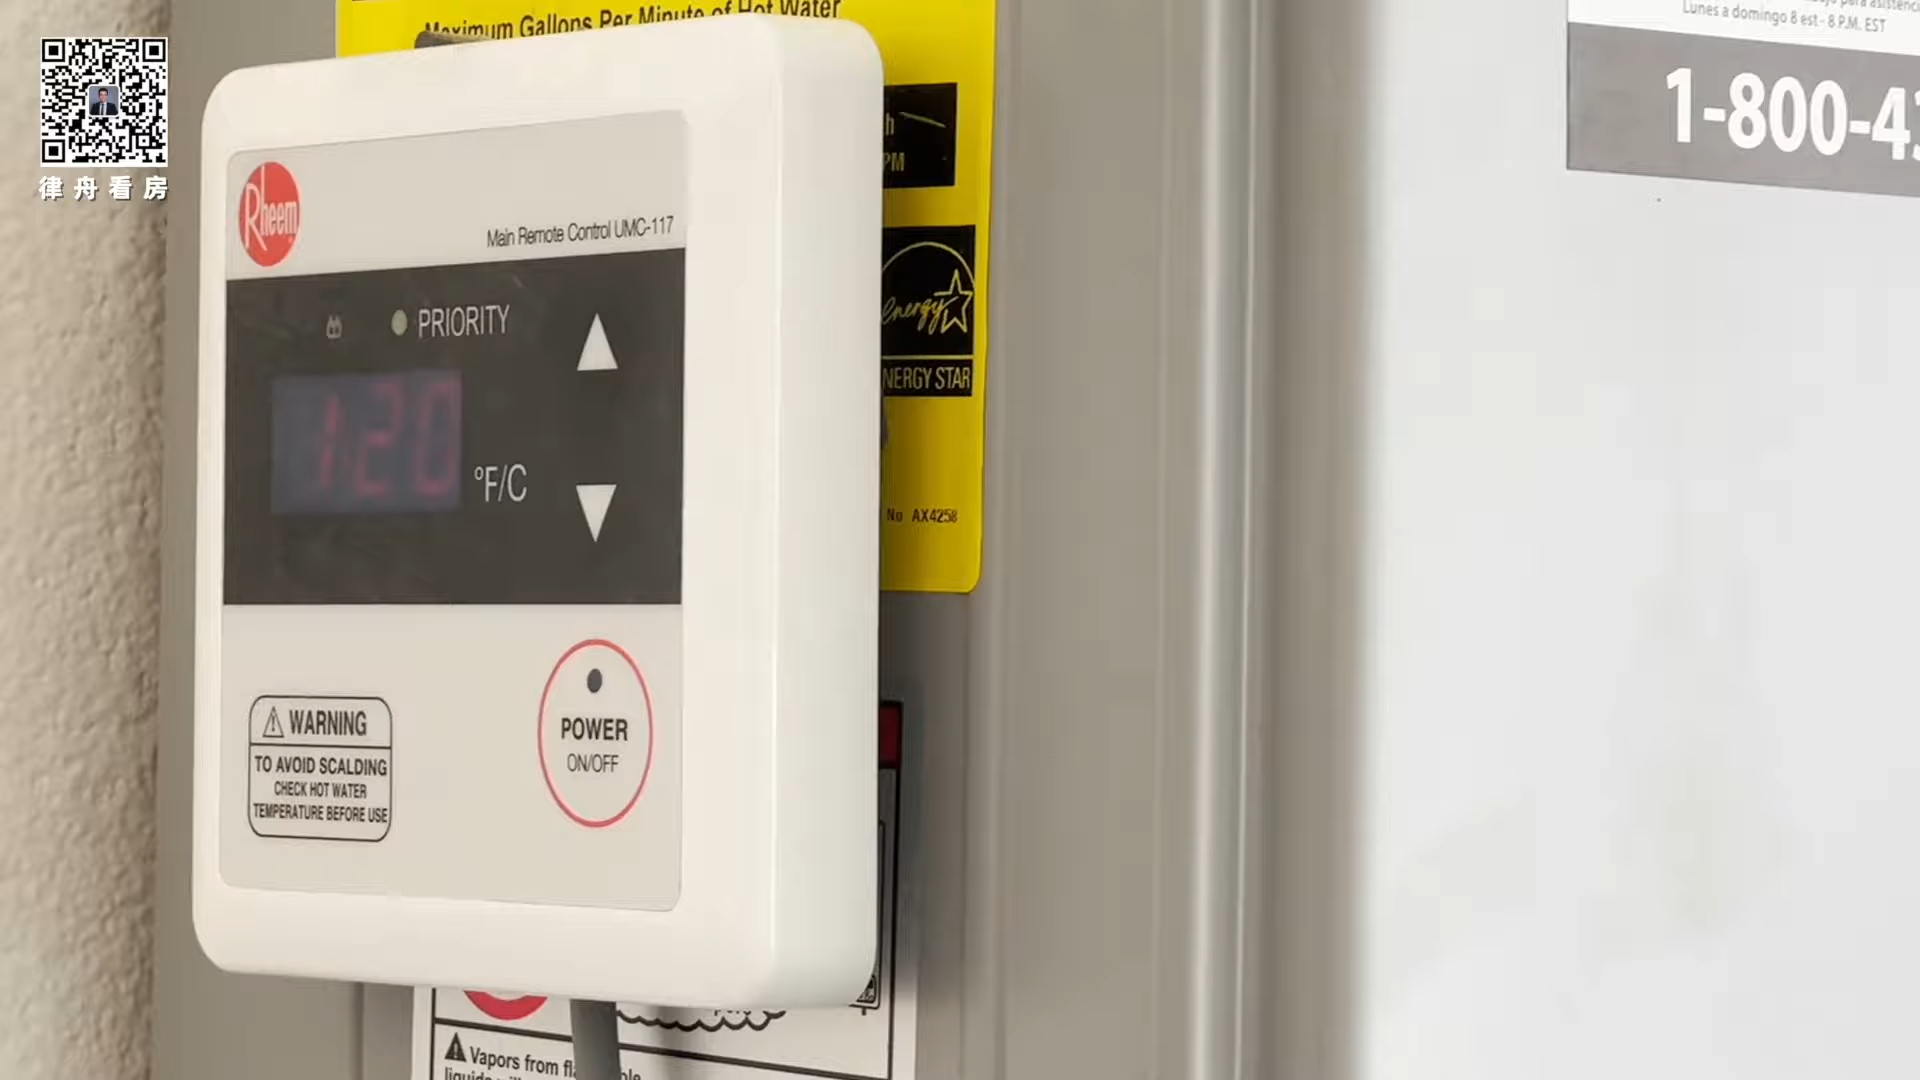 律舟看房
Maximum Gallons Per Minute of Hot Water
Rheem
Main Remote Control UMC-117
PRIORITY
120
°F/C
POWER
ON/OFF
WARNING
TO AVOID SCALDING
CHECK HOT WATER
TEMPERATURE BEFORE USE
PM
energy
ENERGY STAR
No AX4258
Vapors from
Lunes a domingo 8 est - 8 P.M. EST
1-800-4